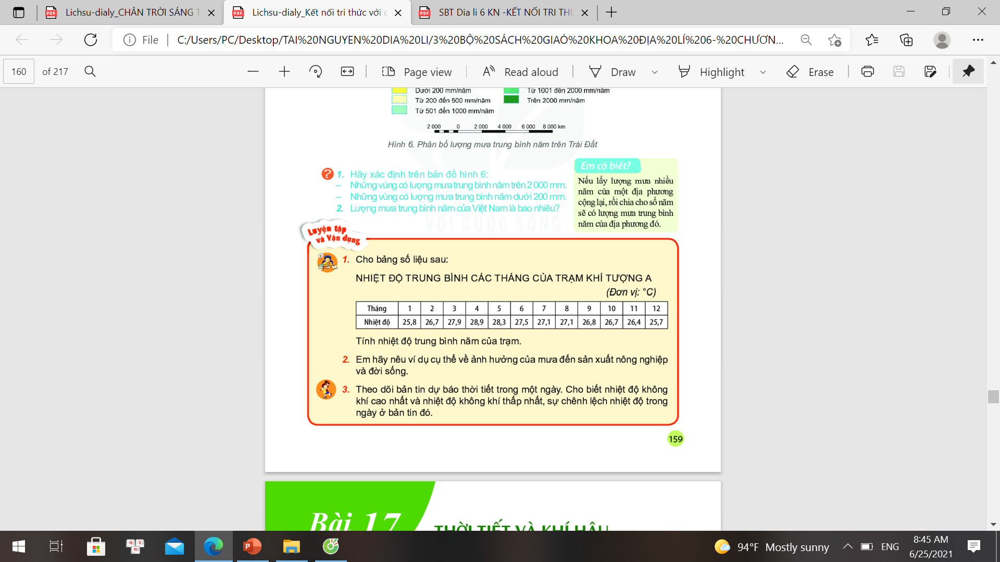 Lichsu-dialy_CHÂN TRỜI SÁNG T
Lichsu-dialy_Kết nối tri thức với c
SBT Dia li 6 KN -KẾT NỐI TRI THỨ
File
C:/Users/PC/Desktop/TAI%20NGUYEN%20DIA%20LI/3%20BỘ%20SÁCH%20GIAÓ%20KHOA%20ĐỊA%20LÍ%206-%20CHƯƠN...
160 of 217
Page view
Read aloud
Draw
Highlight
Erase
Dưới 200 mm/năm
Từ 1001 đến 2000 mm/năm
Từ 200 đến 500 mm/năm
Trên 2000 mm/năm
Từ 501 đến 1000 mm/năm
2 000 0 2 000 4 000 6 000 8 000 km
Hình 6. Phân bố lượng mưa trung bình năm trên Trái Đất
? 1. Hãy xác định trên bản đồ hình 6:
– Những vùng có lượng mưa trung bình năm trên 2 000 mm.
– Những vùng có lượng mưa trung bình năm dưới 200 mm.
2. Lượng mưa trung bình năm của Việt Nam là bao nhiêu?
VỚI CUỘC SỐNG
Em có biết?
Nếu lấy lượng mưa nhiều
năm của một địa phương
cộng lại, rồi chia cho số năm
sẽ có lượng mưa trung bình
năm của địa phương đó.
Luyện tập
và Vận dụng
1. Cho bảng số liệu sau:
NHIỆT ĐỘ TRUNG BÌNH CÁC THÁNG CỦA TRẠM KHÍ TƯỢNG A
(Đơn vị: °C)
Tháng 1 2 3 4 5 6 7 8 9 10 11 12
Nhiệt độ 25,8 26,7 27,9 28,9 28,3 27,5 27,1 27,1 26,8 26,7 26,4 25,7
Tính nhiệt độ trung bình năm của trạm.
2. Em hãy nêu ví dụ cụ thể về ảnh hưởng của mưa đến sản xuất nông nghiệp
và đời sống.
3. Theo dõi bản tin dự báo thời tiết trong một ngày. Cho biết nhiệt độ không
khí cao nhất và nhiệt độ không khí thấp nhất, sự chênh lệch nhiệt độ trong
ngày ở bản tin đó.
159
Bài 17
THỜI TIẾT VÀ KHÍ HẬU
94°F Mostly sunny
ENG
8:45 AM
6/25/2021